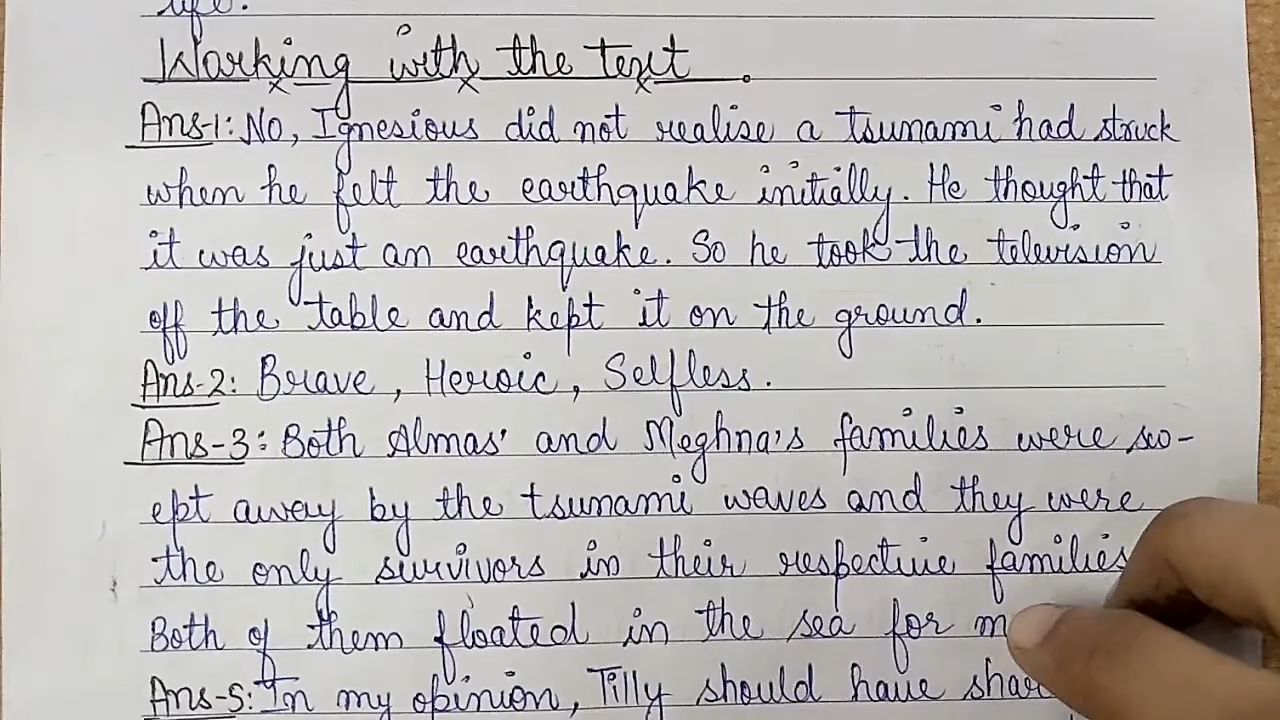 life.
Working with the text.
Ans-1: No, Ignesious did not realise a tsunami had struck
when he felt the earthquake initially. He thought that
it was just an earthquake. So he took the television
off the table and kept it on the ground.
Ans-2: Brave, Heroic, Selfless.
Ans-3: Both Almas' and Meghna's families were sw-
ept away by the tsunami waves and they were
the only survivors in their respective families
Both of them floated in the sea for
Ans-5: In my opinion, Tilly should have